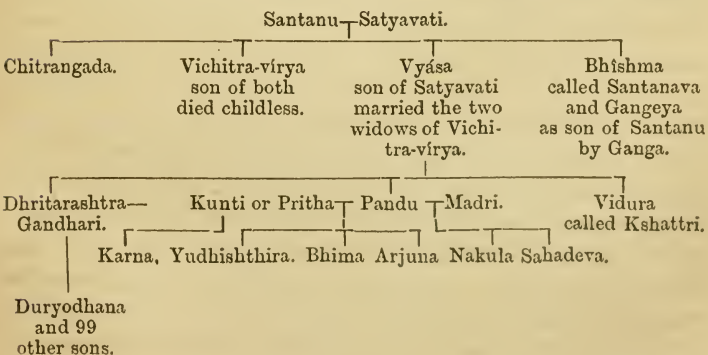 Santanu Satyavati.
Chitrangada. Vichitra-vírya Vyása Bhîshma
son of both son of Satyavati called Santanava
died childless. married the two and Gangeya
widows of Vichi- as son of Santanu
tra-vírya. by Ganga.
Dhritarashtra— Kunti or Pritha Pandu Madri. Vidura
Gandhari. called Kshattri.
Karna, Yudhishthira. Bhima Arjuna Nakula Sahadeva.
Duryodhana
and 99
other sons.